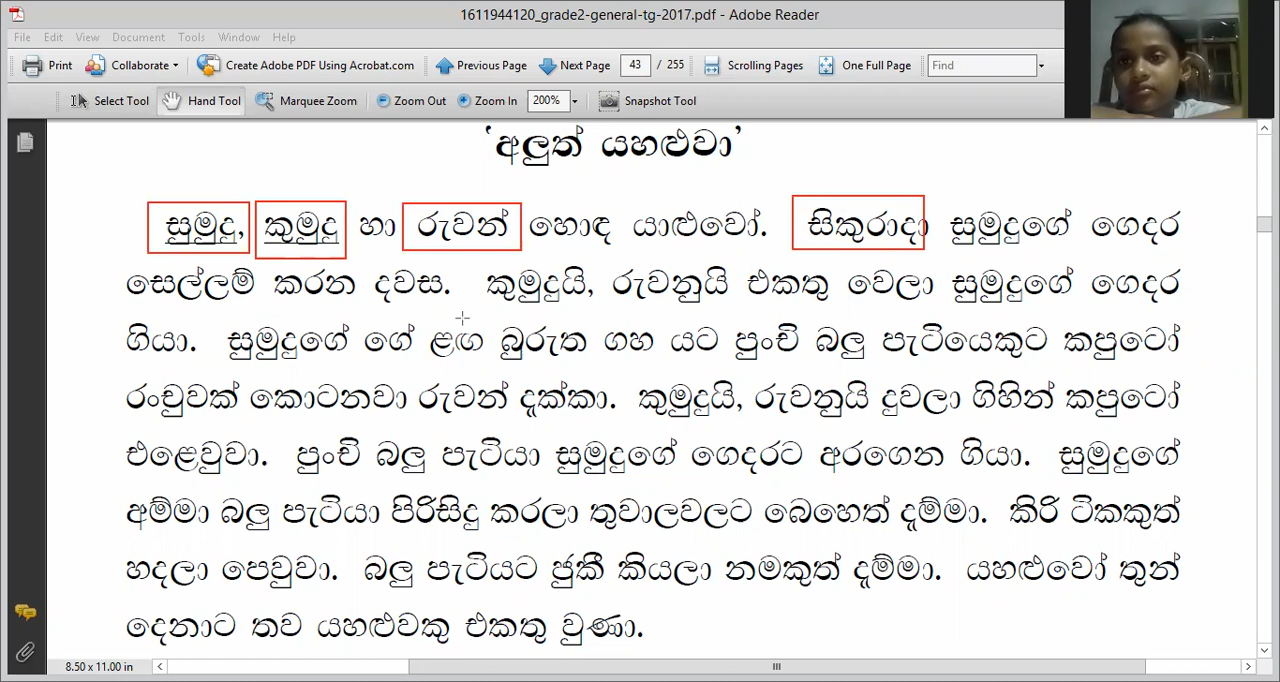 1611944120_grade2-general-tg-2017.pdf - Adobe Reader
File Edit View Document Tools Window Help
Print Collaborate Create Adobe PDF Using Acrobat.com Previous Page Next Page 43 / 255 Scrolling Pages One Full Page Find
Select Tool Hand Tool Marquee Zoom Zoom Out Zoom In 200% Snapshot Tool
‘අලුත් යහළුවා’
සුමුදු, කුමුදු හා රුවන් හොඳ යාළුවෝ. සිකුරාදා සුමුදුගේ ගෙදර
සෙල්ලම් කරන දවස. කුමුදුයි, රුවනුයි එකතු වෙලා සුමුදුගේ ගෙදර
ගියා. සුමුදුගේ ගේ ළඟ බුරුත ගහ යට පුංචි බලු පැටියෙකුට කපුටෝ
රංචුවක් කොටනවා රුවන් දැක්කා. කුමුදුයි, රුවනුයි දුවලා ගිහින් කපුටෝ
එළෙවුවා. පුංචි බලු පැටියා සුමුදුගේ ගෙදරට අරගෙන ගියා. සුමුදුගේ
අම්මා බලු පැටියා පිරිසිදු කරලා තුවාලවලට බෙහෙත් දැම්මා. කිරි ටිකකුත්
හදලා පෙවුවා. බලු පැටියට ජුකී කියලා නමකුත් දැම්මා. යහළුවෝ තුන්
දෙනාට තව යහළුවකු එකතු වුණා.
8.50 x 11.00 in